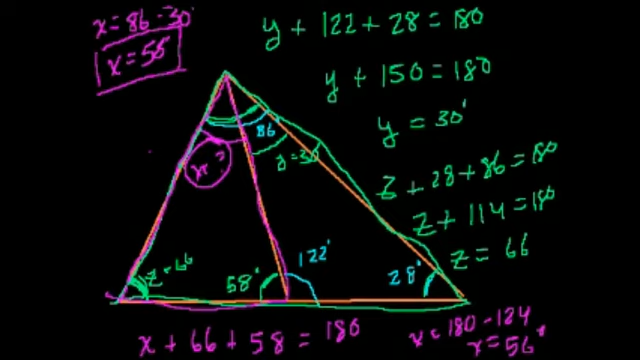 x = 86 - 30°
x = 56
y + 122 + 28 = 180
y + 150 = 180
y = 30°
86
y = 30
x = ?
z + 28 + 86 = 180
z + 114 = 180
z = 66
z = 66
58°
122°
28°
x + 66 + 58 = 180
x = 180 - 124
x = 56°